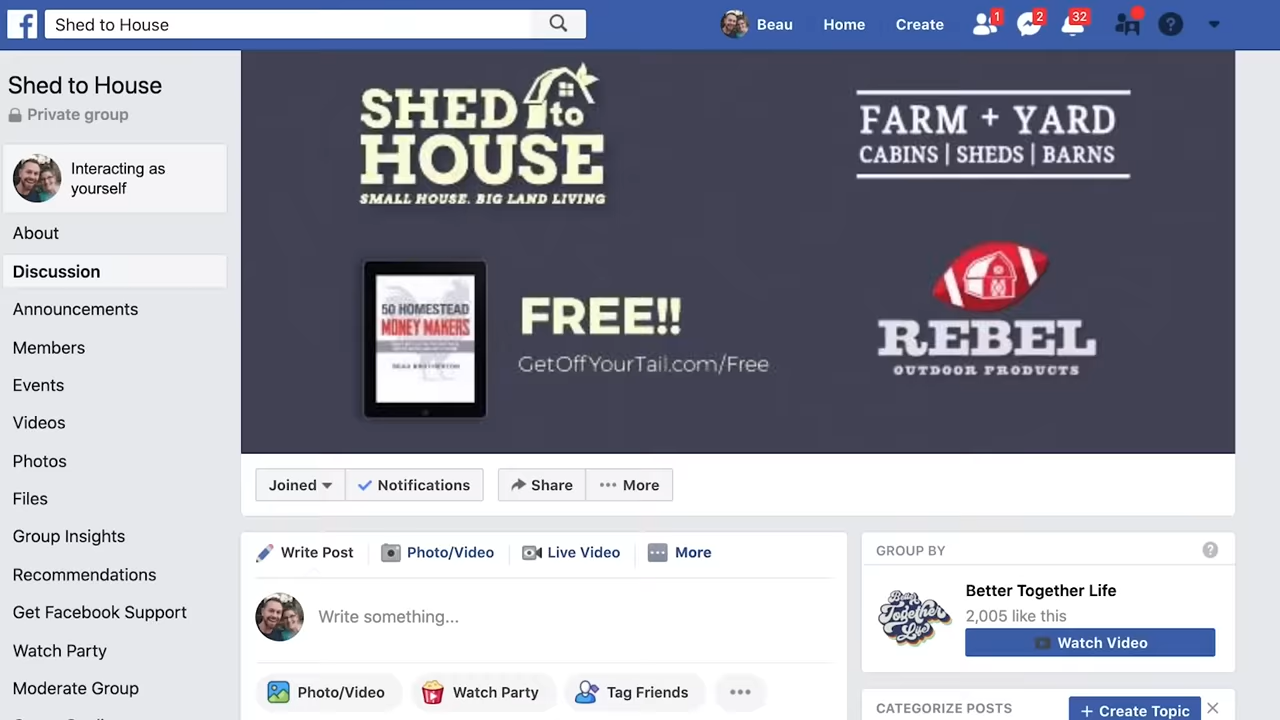 Shed to House
Beau
Home
Create
1
2
32
Shed to House
Private group
Interacting as
yourself
About
Discussion
Announcements
Members
Events
Videos
Photos
Files
Group Insights
Recommendations
Get Facebook Support
Watch Party
Moderate Group
SHED to
HOUSE
SMALL HOUSE. BIG LAND LIVING
FARM + YARD
CABINS | SHEDS | BARNS
50 HOMESTEAD
MONEY MAKERS
FREE!!
GetOffYourTail.com/Free
REBEL
OUTDOOR PRODUCTS
Joined
Notifications
Share
More
Write Post
Photo/Video
Live Video
More
Write something...
Photo/Video
Watch Party
Tag Friends
GROUP BY
Better Together Life
Better
Together
Life
2,005 like this
Watch Video
CATEGORIZE POSTS
+ Create Topic